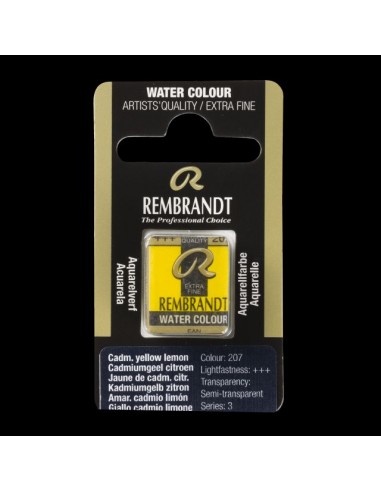 WATER COLOUR
ARTISTS'QUALITY / EXTRA FINE
R
REMBRANDT
The Professional Choice
Aquarelverf
Acuarela
Aquarellfarbe
Aquarelle
+++ QUALITY 20
R
EXTRA
FINE
REMBRANDT
WATER COLOUR
PAN
Cadm. yellow lemon
Cadmiumgeel citroen
Jaune de cadm. citr.
Kadmiumgelb zitron
Amar. cadmio limón
Giallo cadmio limone
Colour: 207
Lightfastness: +++
Transparency:
Semi-transparent
Series: 3